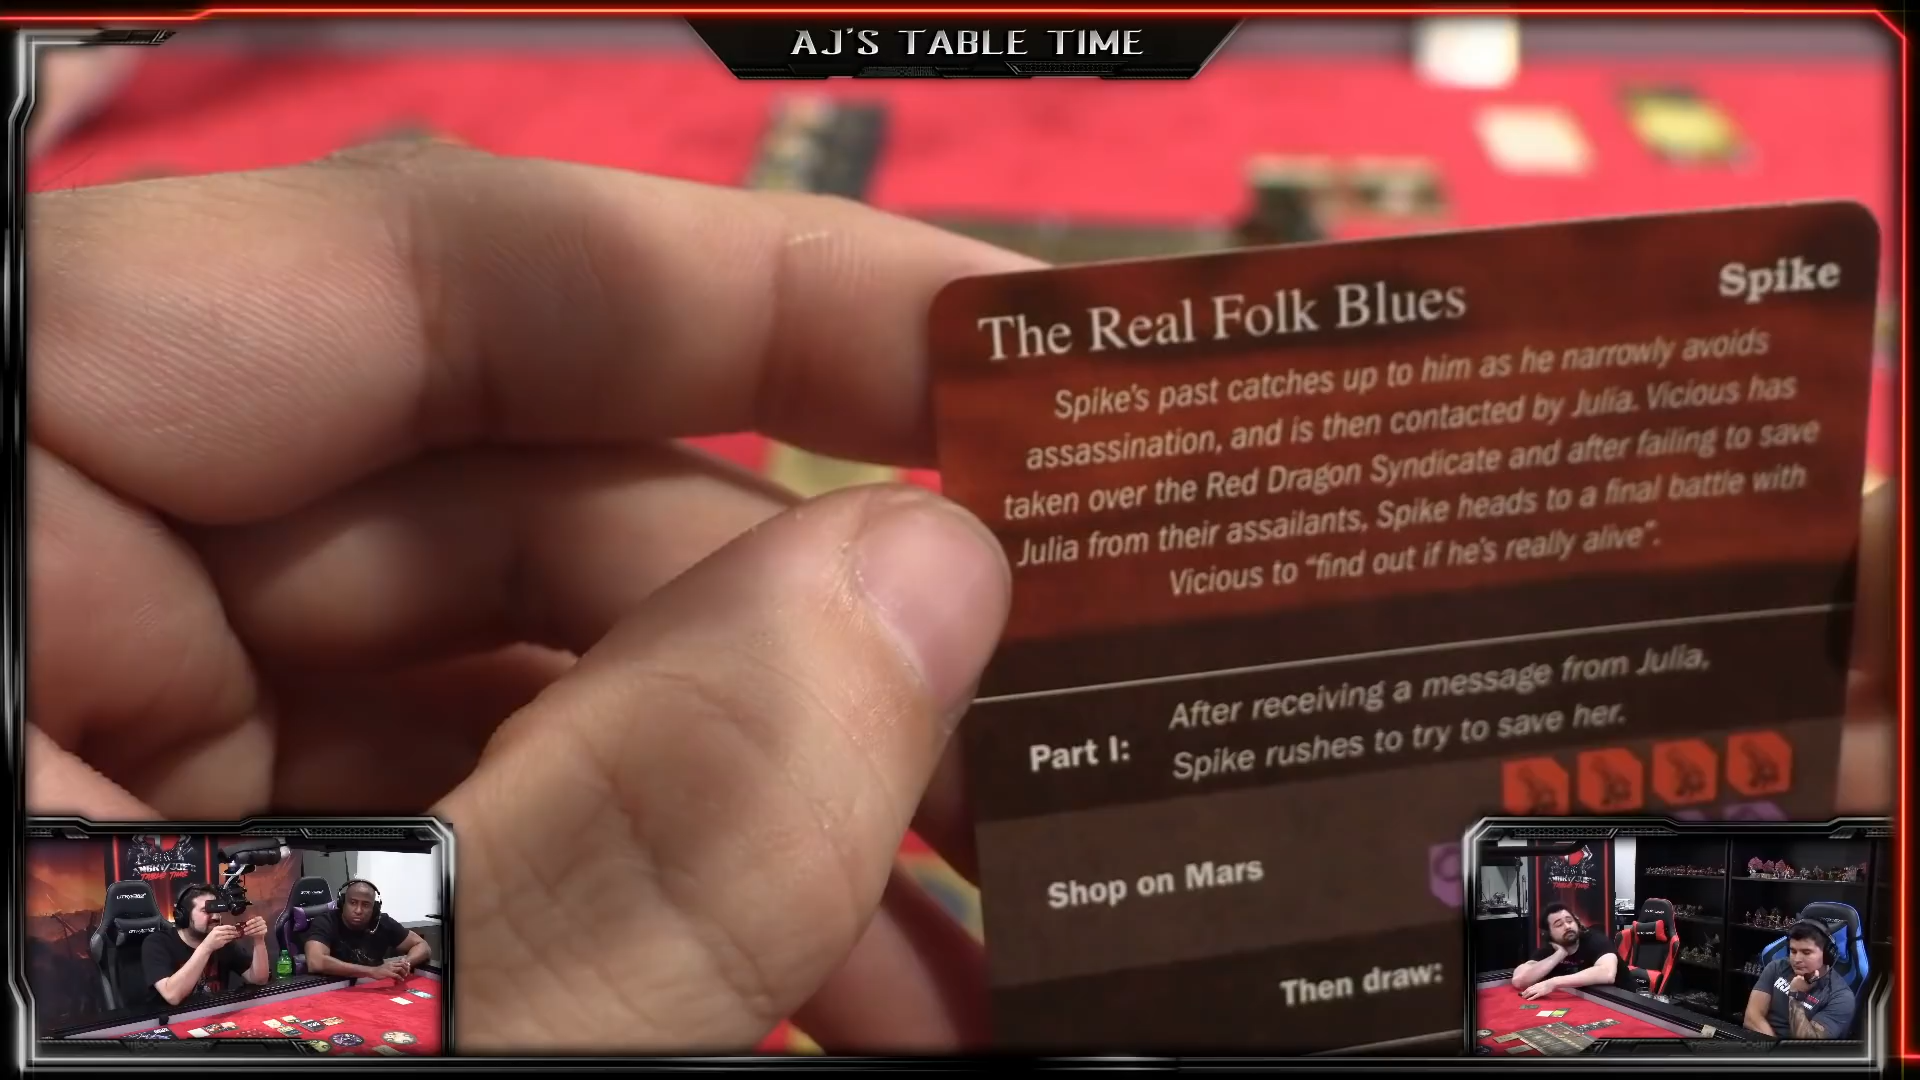 AJ'S TABLE TIME
The Real Folk Blues
Spike
Spike's past catches up to him as he narrowly avoids
assassination, and is then contacted by Julia. Vicious has
taken over the Red Dragon Syndicate and after failing to save
Julia from their assailants, Spike heads to a final battle with
Vicious to "find out if he's really alive".
Part I:
After receiving a message from Julia,
Spike rushes to try to save her.
Shop on Mars
Then draw: